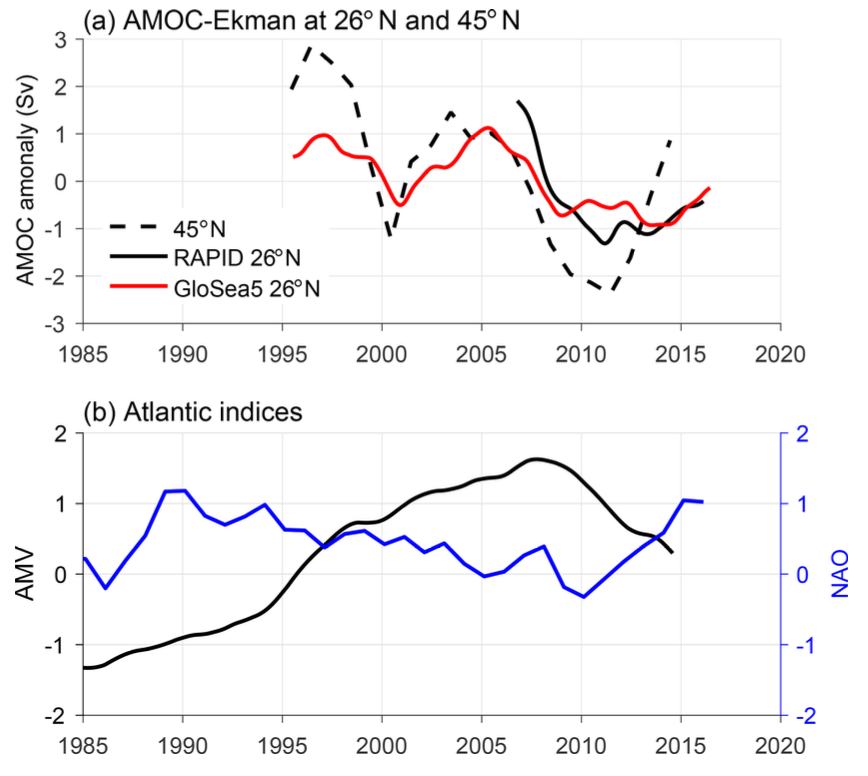 (a) AMOC-Ekman at 26°N and 45°N
AMOC amonaly (Sv)
3
2
1
0
-1
-2
-3
45°N
RAPID 26°N
GloSea5 26°N
1985 1990 1995 2000 2005 2010 2015 2020
(b) Atlantic indices
AMV
2 2
1 1
0 0
-1 -1
-2 -2
NAO
1985 1990 1995 2000 2005 2010 2015 2020